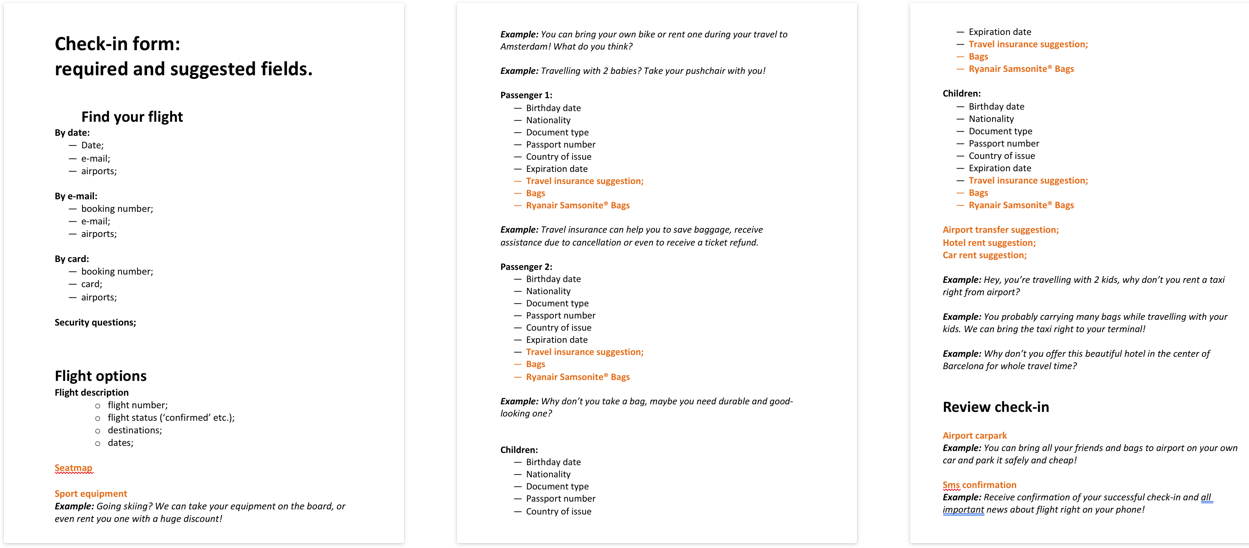 Check-in form:
required and suggested fields.
Find your flight
By date:
— Date;
— e-mail;
— airports;
By e-mail:
— booking number;
— e-mail;
— airports;
By card:
— booking number;
— card;
— airports;
Security questions;
Flight options
Flight description
o flight number;
o flight status (‘confirmed’ etc.);
o destinations;
o dates;
Seatmap
Sport equipment
Example: Going skiing? We can take your equipment on the board, or
even rent you one with a huge discount!
Example: You can bring your own bike or rent one during your travel to
Amsterdam! What do you think?
Example: Travelling with 2 babies? Take your pushchair with you!
Passenger 1:
— Birthday date
— Nationality
— Document type
— Passport number
— Country of issue
— Expiration date
— Travel insurance suggestion;
— Bags
— Ryanair Samsonite® Bags
Example: Travel insurance can help you to save baggage, receive
assistance due to cancellation or even to receive a ticket refund.
Passenger 2:
— Birthday date
— Nationality
— Document type
— Passport number
— Country of issue
— Expiration date
— Travel insurance suggestion;
— Bags
— Ryanair Samsonite® Bags
Example: Why don’t you take a bag, maybe you need durable and good-
looking one?
Children:
— Birthday date
— Nationality
— Document type
— Passport number
— Country of issue
— Expiration date
— Travel insurance suggestion;
— Bags
— Ryanair Samsonite® Bags
Children:
— Birthday date
— Nationality
— Document type
— Passport number
— Country of issue
— Expiration date
— Travel insurance suggestion;
— Bags
— Ryanair Samsonite® Bags
Airport transfer suggestion;
Hotel rent suggestion;
Car rent suggestion;
Example: Hey, you’re travelling with 2 kids, why don’t you rent a taxi
right from airport?
Example: You probably carrying many bags while travelling with your
kids. We can bring the taxi right to your terminal!
Example: Why don’t you offer this beautiful hotel in the center of
Barcelona for whole travel time?
Review check-in
Airport carpark
Example: You can bring all your friends and bags to airport on your own
car and park it safely and cheap!
Sms confirmation
Example: Receive confirmation of your successful check-in and all
important news about flight right on your phone!